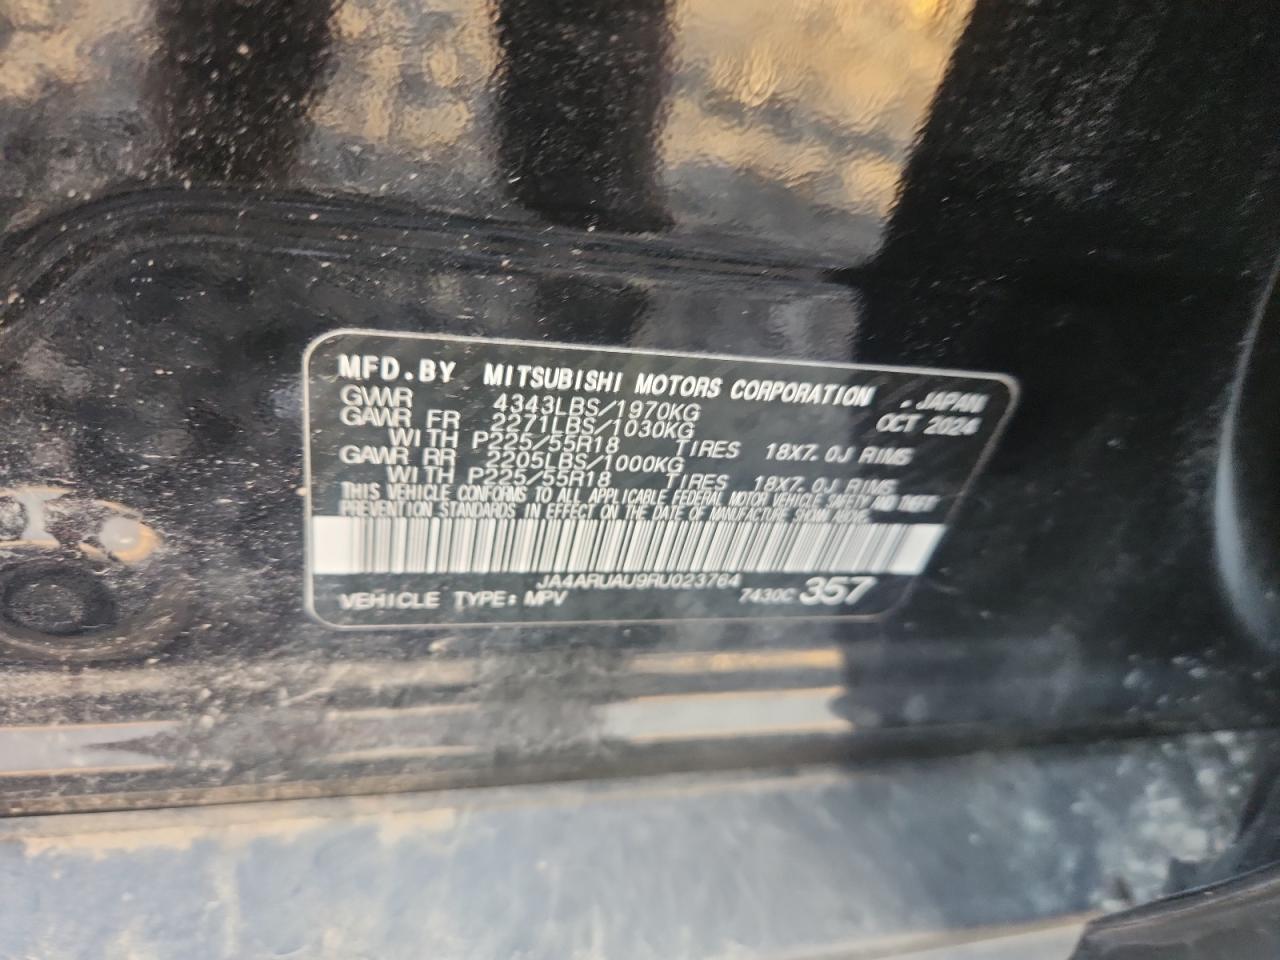 MFD. BY MITSUBISHI MOTORS CORPORATION , JAPAN
GVWR 4343LBS/1970KG OCT 2024
GAWR FR 2271LBS/1030KG
WITH P225/55R18 TIRES 18X7.0J RIMS
GAWR RR 2205LBS/1000KG
WITH P225/55R18 TIRES 18X7.0J RIMS
THIS VEHICLE CONFORMS TO ALL APPLICABLE FEDERAL MOTOR VEHICLE SAFETY AND THEFT
PREVENTION STANDARDS IN EFFECT ON THE DATE OF MANUFACTURE SHOWN ABOVE.
JA4ARUAU9RU023764
VEHICLE TYPE: MPV 7430C 357